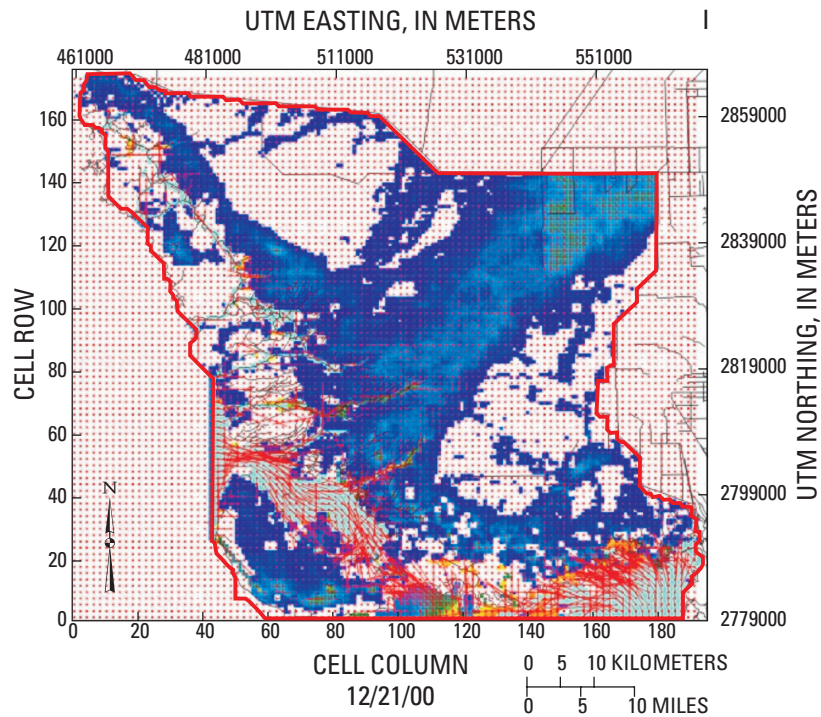 UTM EASTING, IN METERS
I
461000 481000 511000 531000 551000
160
140
120
100
80
60
40
20
0
CELL ROW
2859000
2839000
2819000
2799000
2779000
UTM NORTHING, IN METERS
N
0 20 40 60 80 100 120 140 160 180
CELL COLUMN
12/21/00
0 5 10 KILOMETERS
0 5 10 MILES